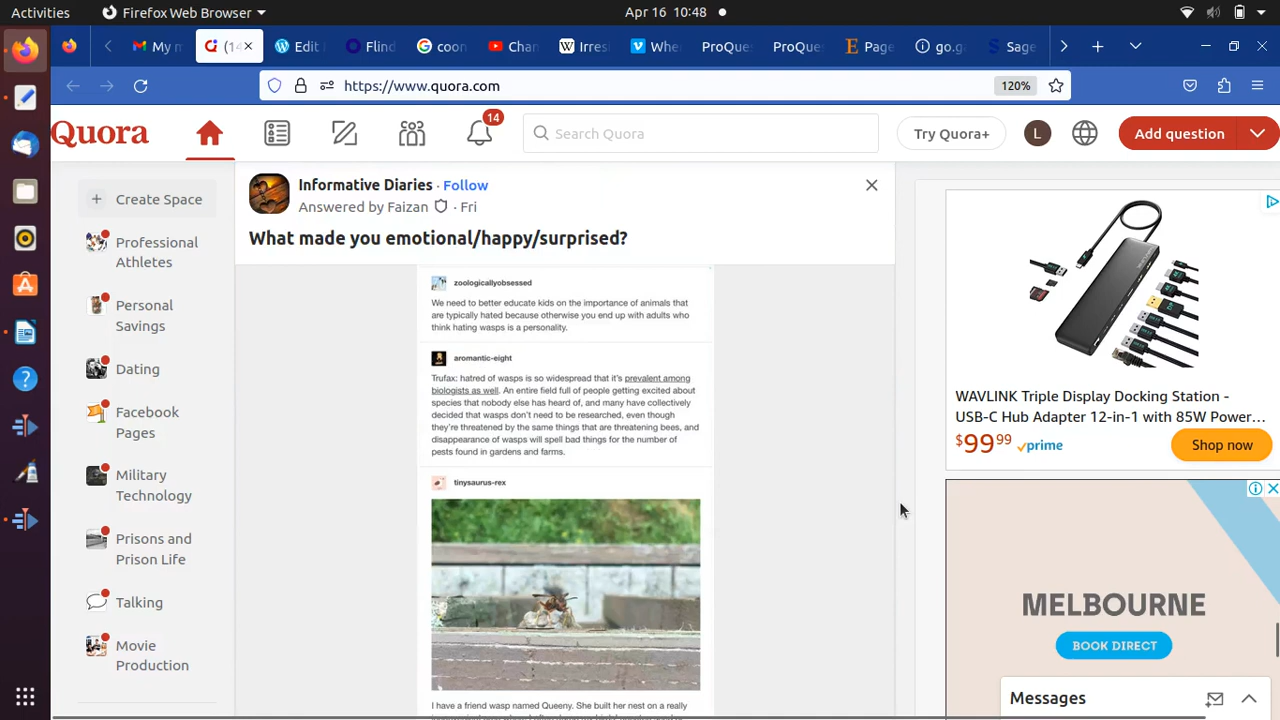 Activities
Firefox Web Browser
Apr 16 10:48
My m
(14
Edit
Flind
coon
Chan
Irres
Whe
ProQue
ProQue
Page
go.g
Sage
https://www.quora.com
120%
Quora
14
Search Quora
Try Quora+
L
Add question
Create Space
Professional
Athletes
Personal
Savings
Dating
Facebook
Pages
Military
Technology
Prisons and
Prison Life
Talking
Movie
Production
Informative Diaries · Follow
Answered by Faizan · Fri
What made you emotional/happy/surprised?
zoologicallyobsessed
We need to better educate kids on the importance of animals that
are typically hated because otherwise you end up with adults who
think hating wasps is a personality.
aromantic-eight
Trufax: hatred of wasps is so widespread that it's prevalent among
biologists as well. An entire field full of people getting excited about
species that nobody else has heard of, and many have collectively
decided that wasps don't need to be researched, even though
they're threatened by the same things that are threatening bees, and
disappearance of wasps will spell bad things for the number of
pests found in gardens and farms.
tinysaurus-rex
I have a friend wasp named Queeny. She built her nest on a really
WAVLINK Triple Display Docking Station -
USB-C Hub Adapter 12-in-1 with 85W Power...
$99.99 prime
Shop now
MELBOURNE
BOOK DIRECT
Messages